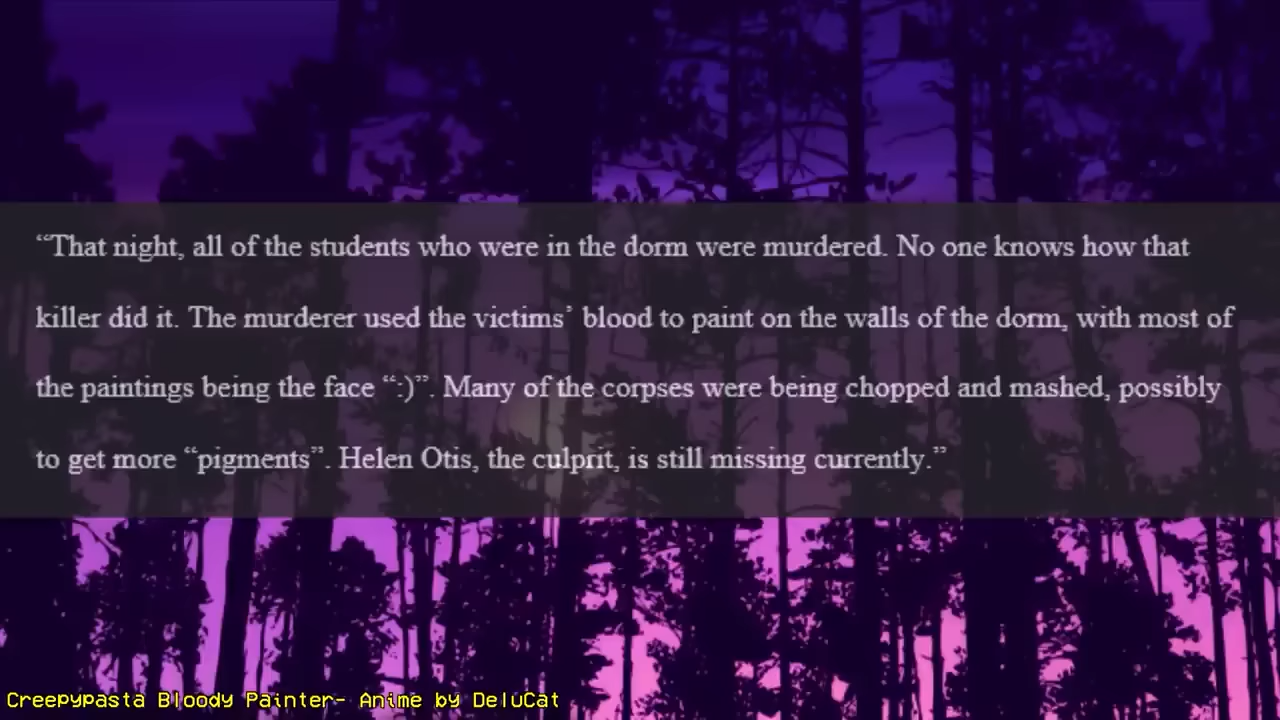 “That night, all of the students who were in the dorm were murdered. No one knows how that
killer did it. The murderer used the victims’ blood to paint on the walls of the dorm, with most of
the paintings being the face “:)”. Many of the corpses were being chopped and mashed, possibly
to get more “pigments”. Helen Otis, the culprit, is still missing currently.”
Creepypasta Bloody Painter- Anime by DeluCat